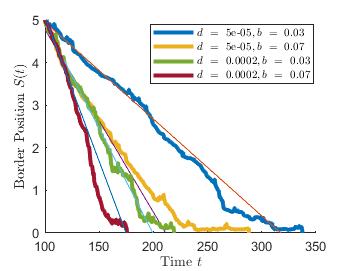 5
d = 5e-05, b = 0.03
d = 5e-05, b = 0.07
4
d = 0.0002, b = 0.03
d = 0.0002, b = 0.07
3
Border Position S(t)
2
1
0
100 150 200 250 300 350
Time t